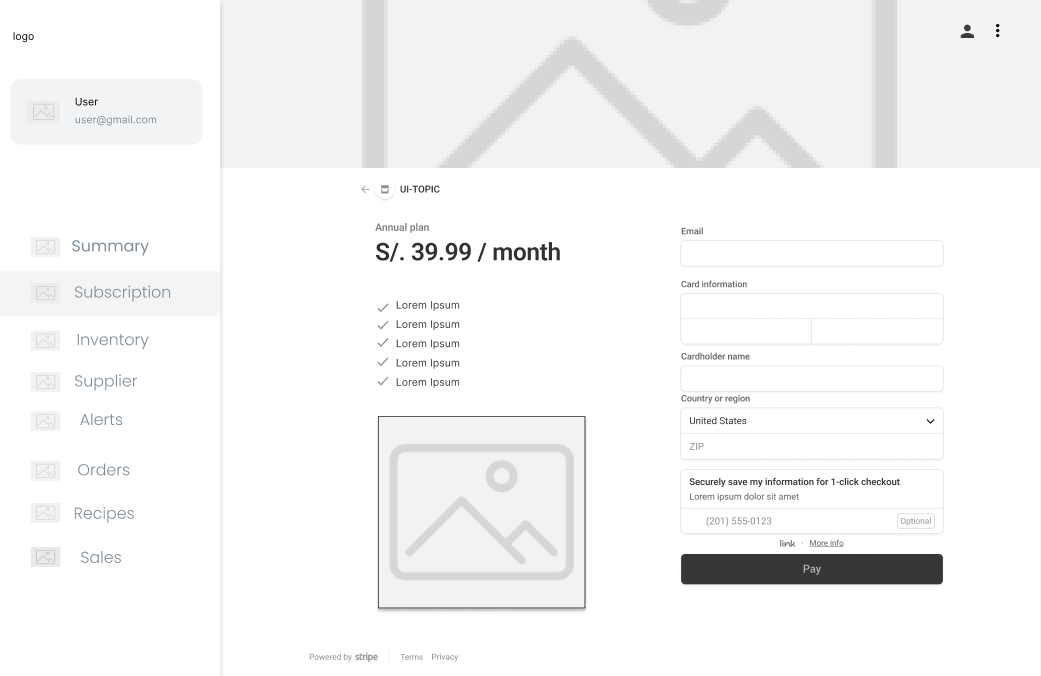 logo
User
user@gmail.com
Summary
Subscription
Inventory
Supplier
Alerts
Orders
Recipes
Sales
UI-TOPIC
Annual plan
S/. 39.99 / month
Lorem Ipsum
Lorem Ipsum
Lorem Ipsum
Lorem Ipsum
Lorem Ipsum
Email
Card information
Cardholder name
Country or region
United States
ZIP
Securely save my information for 1-click checkout
Lorem ipsum dolor sit amet
(201) 555-0123 Optional
link · More info
Pay
Powered by stripe Terms Privacy